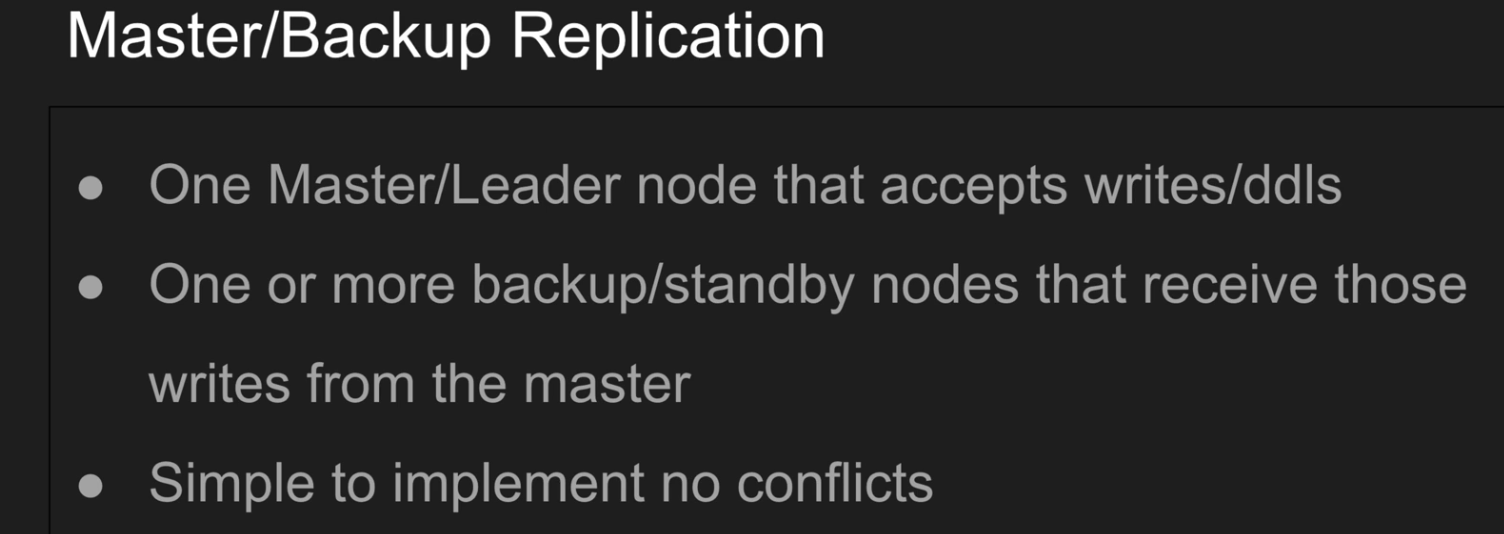 Master/Backup Replication
● One Master/Leader node that accepts writes/ddls
● One or more backup/standby nodes that receive those
writes from the master
● Simple to implement no conflicts